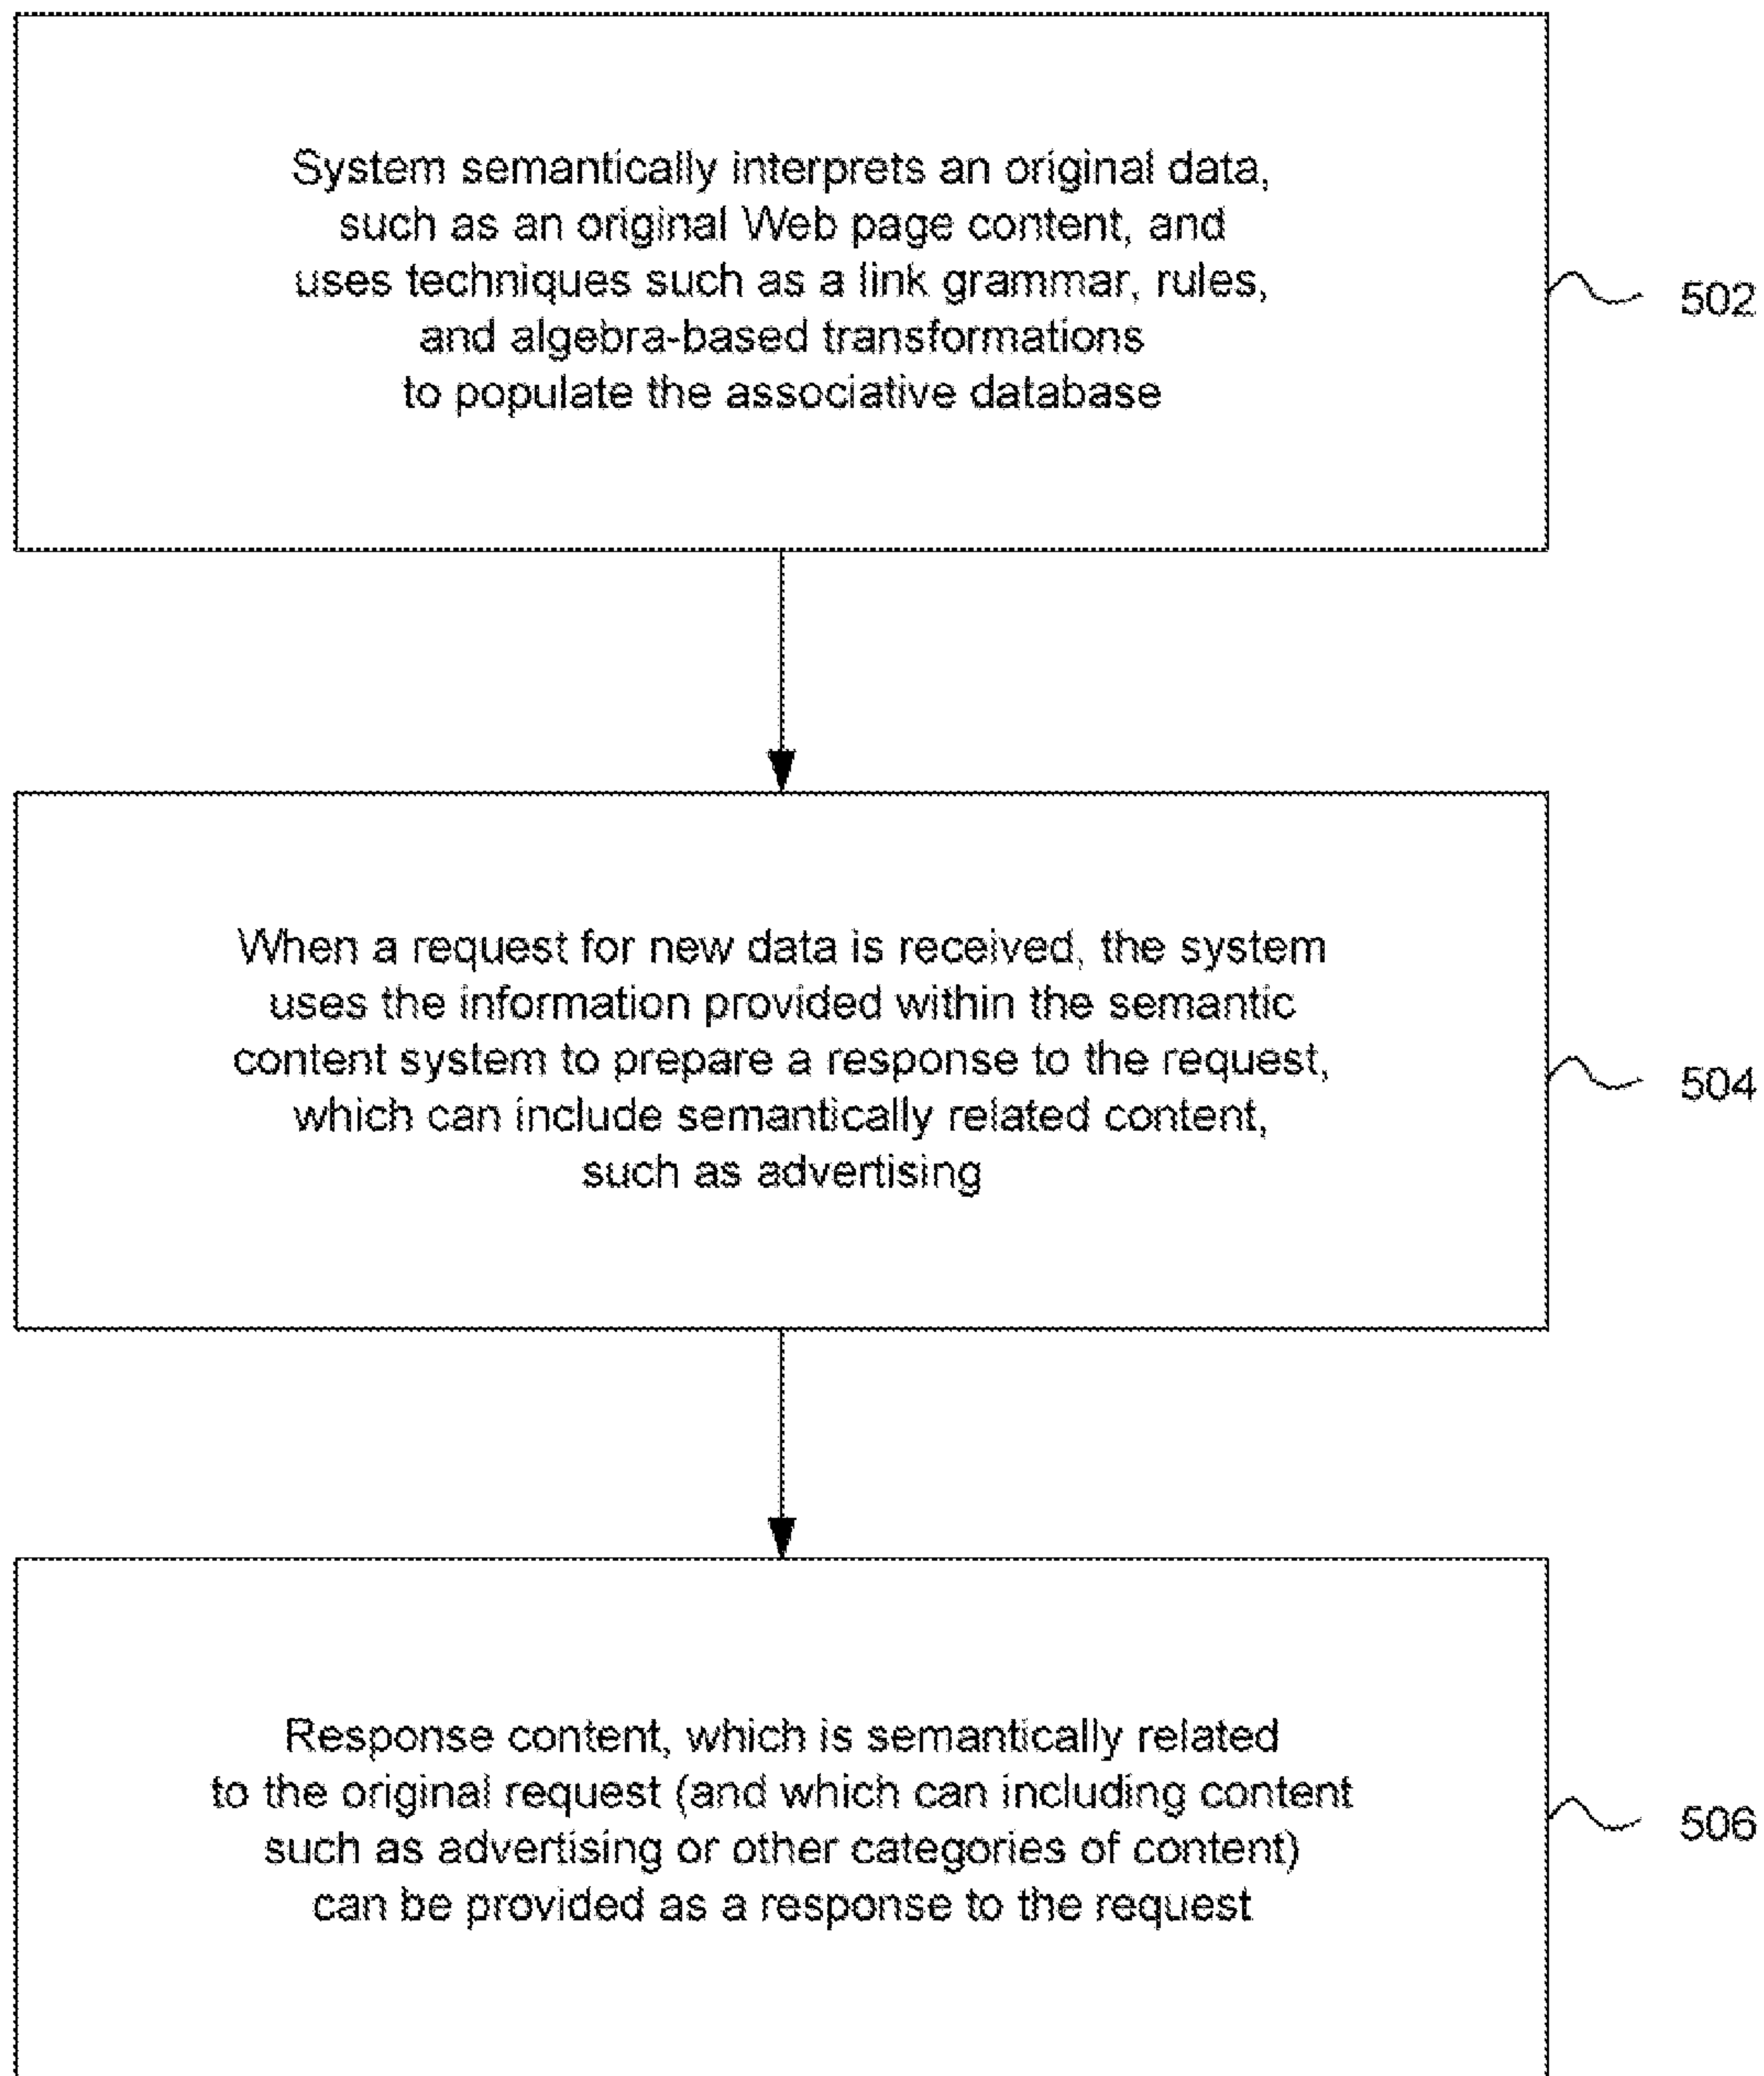 System semantically interprets an original data,
such as an original Web page content, and
uses techniques such as a link grammar, rules,
and algebra-based transformations
to populate the associative database
502
When a request for new data is received, the system
uses the information provided within the semantic
content system to prepare a response to the request,
which can include semantically related content,
such as advertising
504
Response content, which is semantically related
to the original request (and which can including content
such as advertising or other categories of content)
can be provided as a response to the request
506